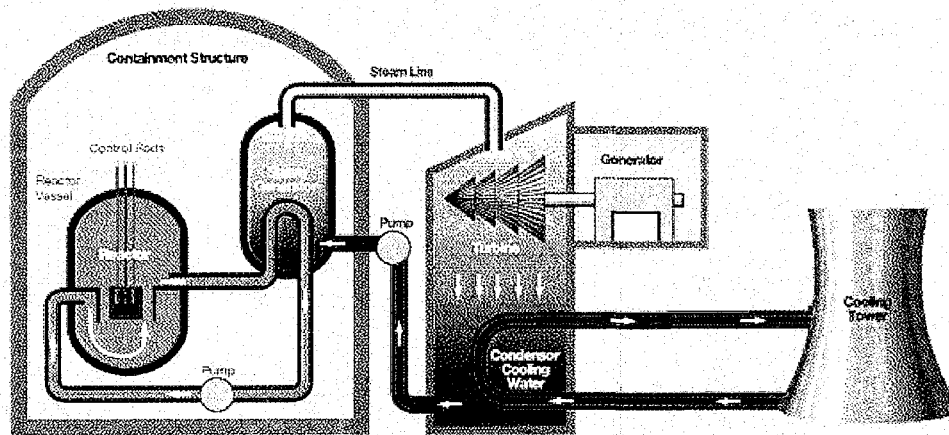 Containment Structure
Steam Line
Control Rods
Reactor
Vessel
Generator
Pump
Reactor
Turbine
Cooling
Tower
Condensor
Cooling
Water
Pump